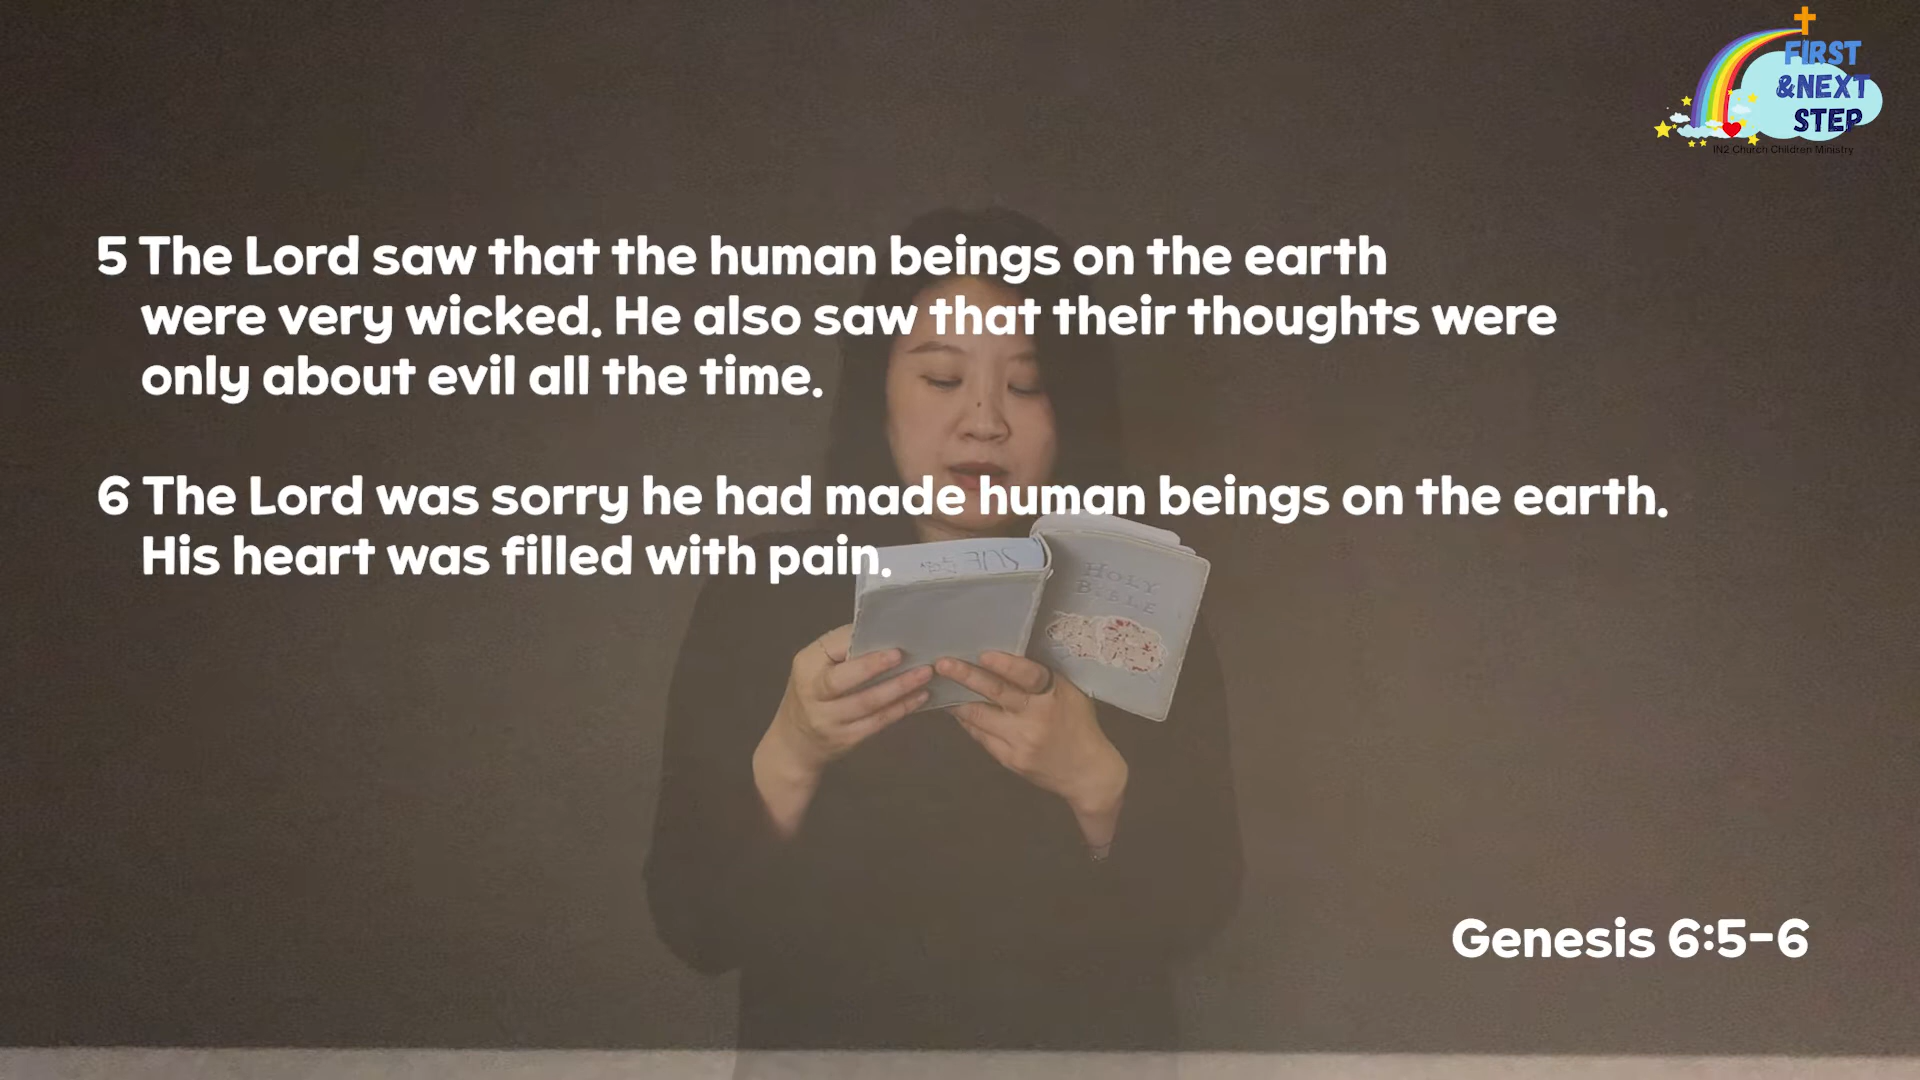 FIRST
&NEXT
STEP
IN2 Church Children Ministry
5 The Lord saw that the human beings on the earth
were very wicked. He also saw that their thoughts were
only about evil all the time.
6 The Lord was sorry he had made human beings on the earth.
His heart was filled with pain.
HOLY
BIBLE
Genesis 6:5-6